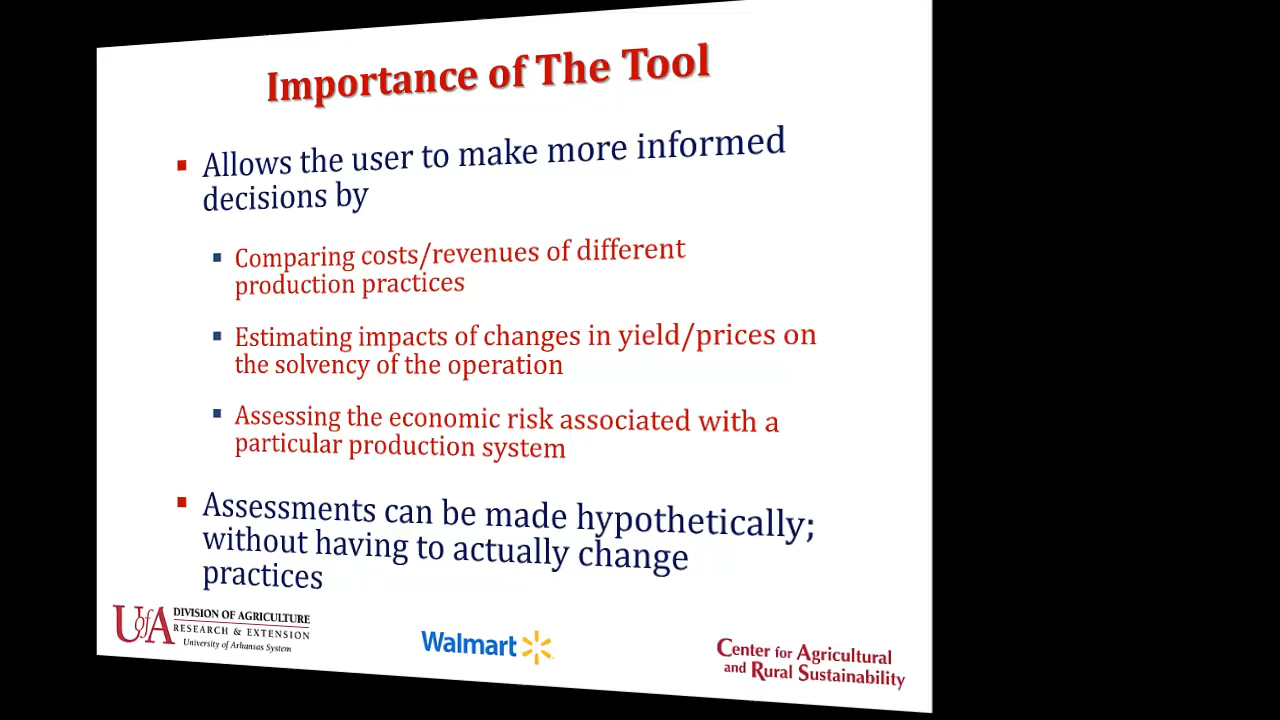 Importance of The Tool
Allows the user to make more informed
decisions by
Comparing costs/revenues of different
production practices
Estimating impacts of changes in yield/prices on
the solvency of the operation
Assessing the economic risk associated with a
particular production system
Assessments can be made hypothetically;
without having to actually change
practices
UofA
DIVISION OF AGRICULTURE
RESEARCH & EXTENSION
University of Arkansas System
Walmart
Center for Agricultural
and Rural Sustainability